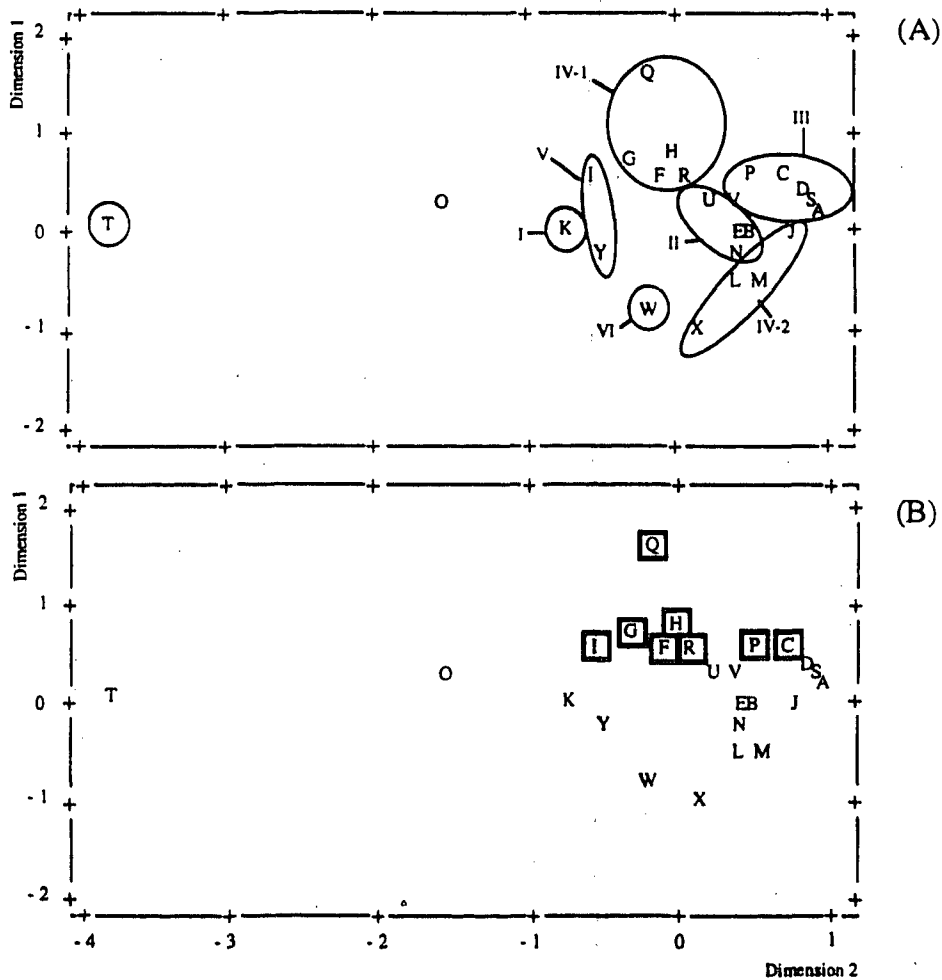 (A)
Dimension 1
2
1
0
- 1
- 2
IV-1
Q
III
V
G
H
F
R
I
P
C
D
S
A
U
V
T
O
I
K
Y
II
EB
N
J
L
M
VI
W
X
IV-2
(B)
Dimension 1
2
1
0
- 1
- 2
Q
I
G
H
F
R
P
C
D
S
A
U
V
T
O
K
Y
EB
J
N
L
M
W
X
- 4
- 3
- 2
- 1
0
1
Dimension 2